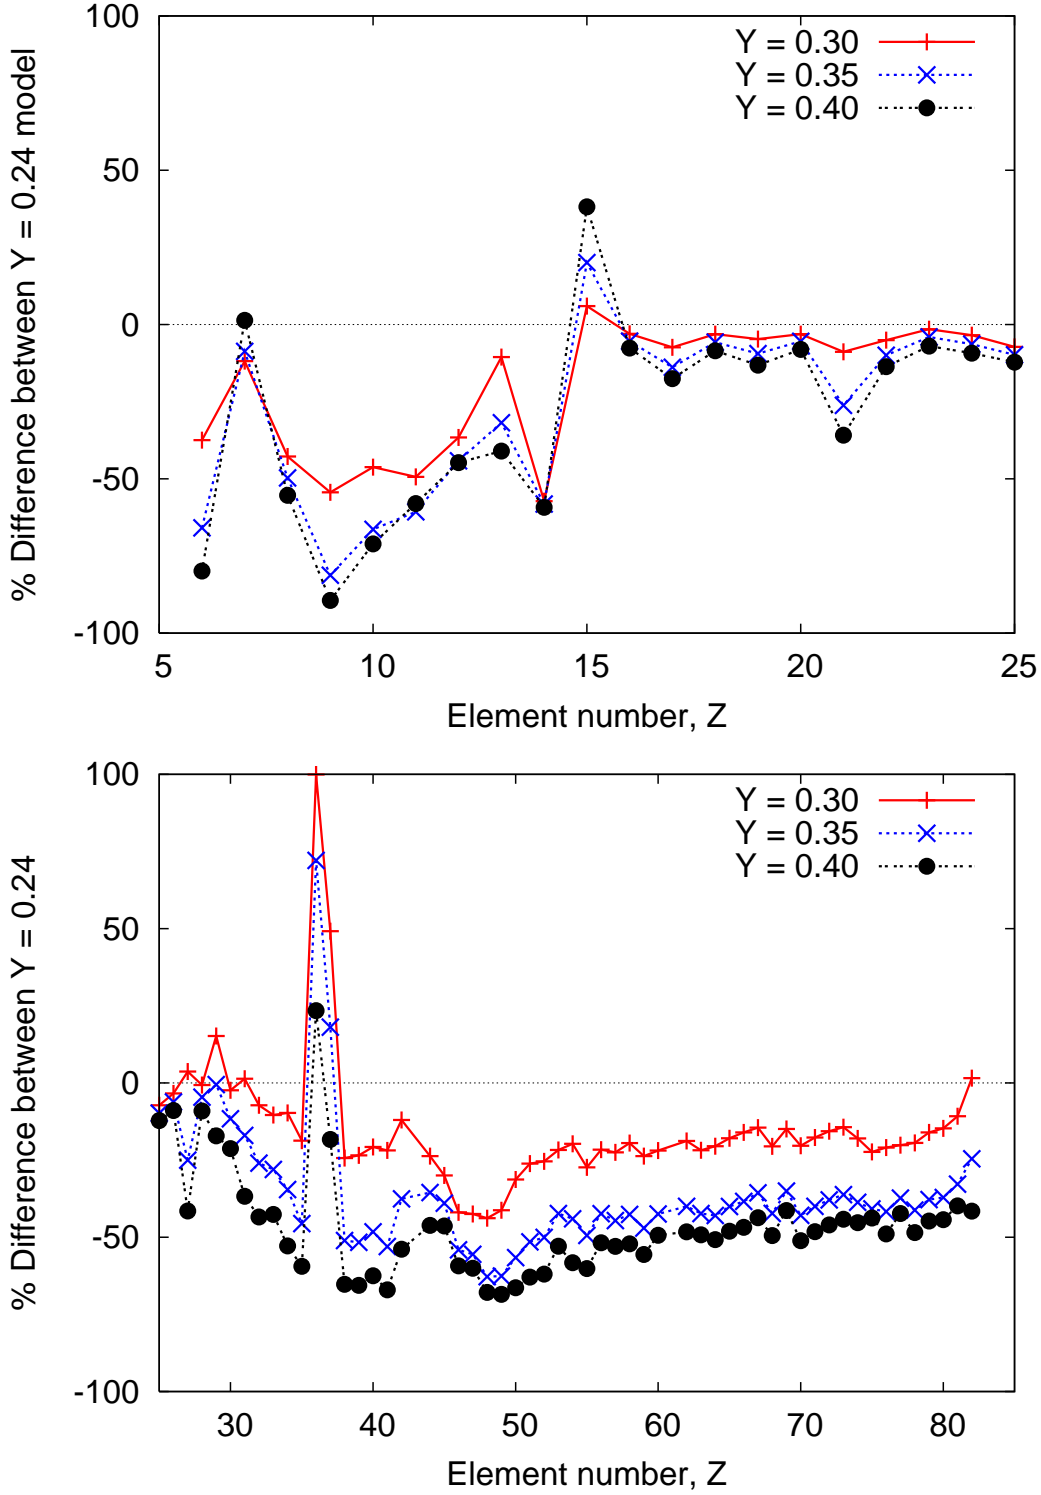 % Difference between Y = 0.24 model
100
50
0
-50
-100
Y = 0.30
Y = 0.35
Y = 0.40
5
10
15
20
25
Element number, Z
% Difference between Y = 0.24
100
50
0
-50
-100
Y = 0.30
Y = 0.35
Y = 0.40
30
40
50
60
70
80
Element number, Z